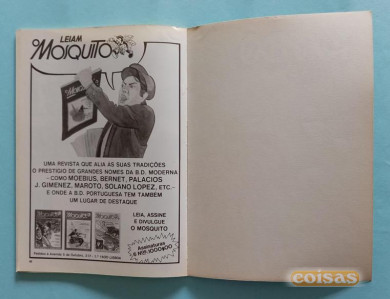 LEIAM
O MOSQUITO
UMA REVISTA QUE ALIA ÀS SUAS TRADIÇÕES
O PRESTÍGIO DE GRANDES NOMES DA B.D. MODERNA
– COMO MOEBIUS, BERNET, PALACIOS
J. GIMENEZ, MAROTO, SOLANO LOPEZ, ETC.–
E ONDE A B.D. PORTUGUESA TEM TAMBÉM
UM LUGAR DE DESTAQUE
LEIA, ASSINE
E DIVULGUE
O MOSQUITO
Assinaturas
coisas